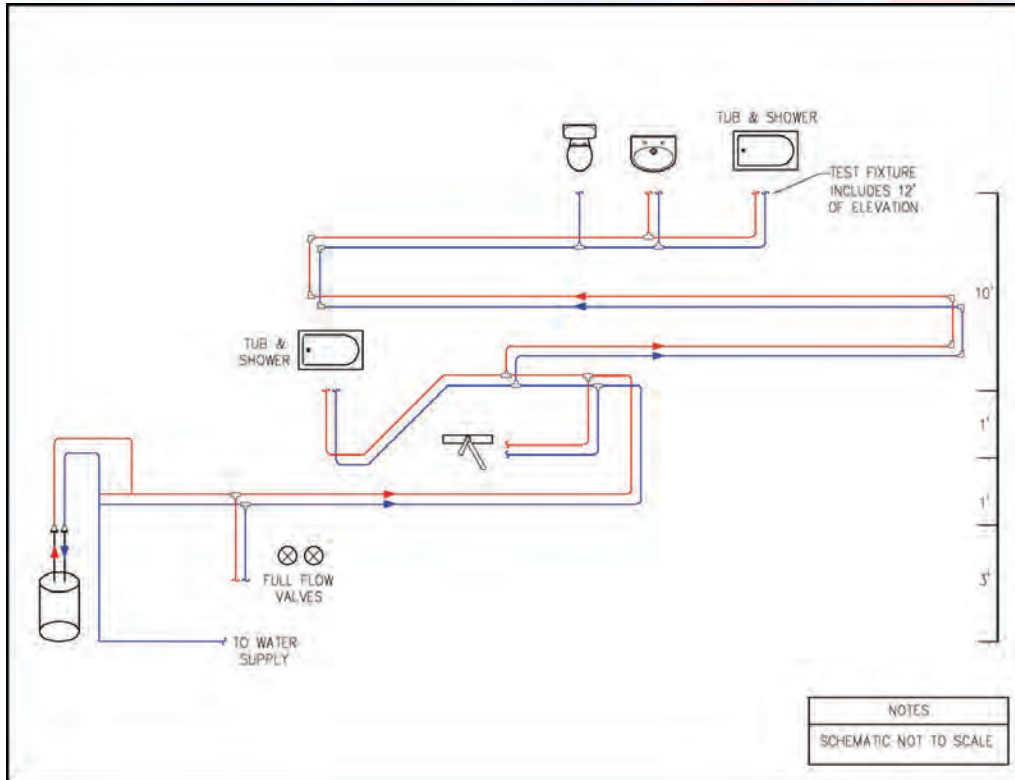 TUB & SHOWER
TEST FIXTURE
INCLUDES 12'
OF ELEVATION
10'
TUB &
SHOWER
1'
1'
3'
FULL FLOW
VALVES
TO WATER
SUPPLY
NOTES
SCHEMATIC NOT TO SCALE